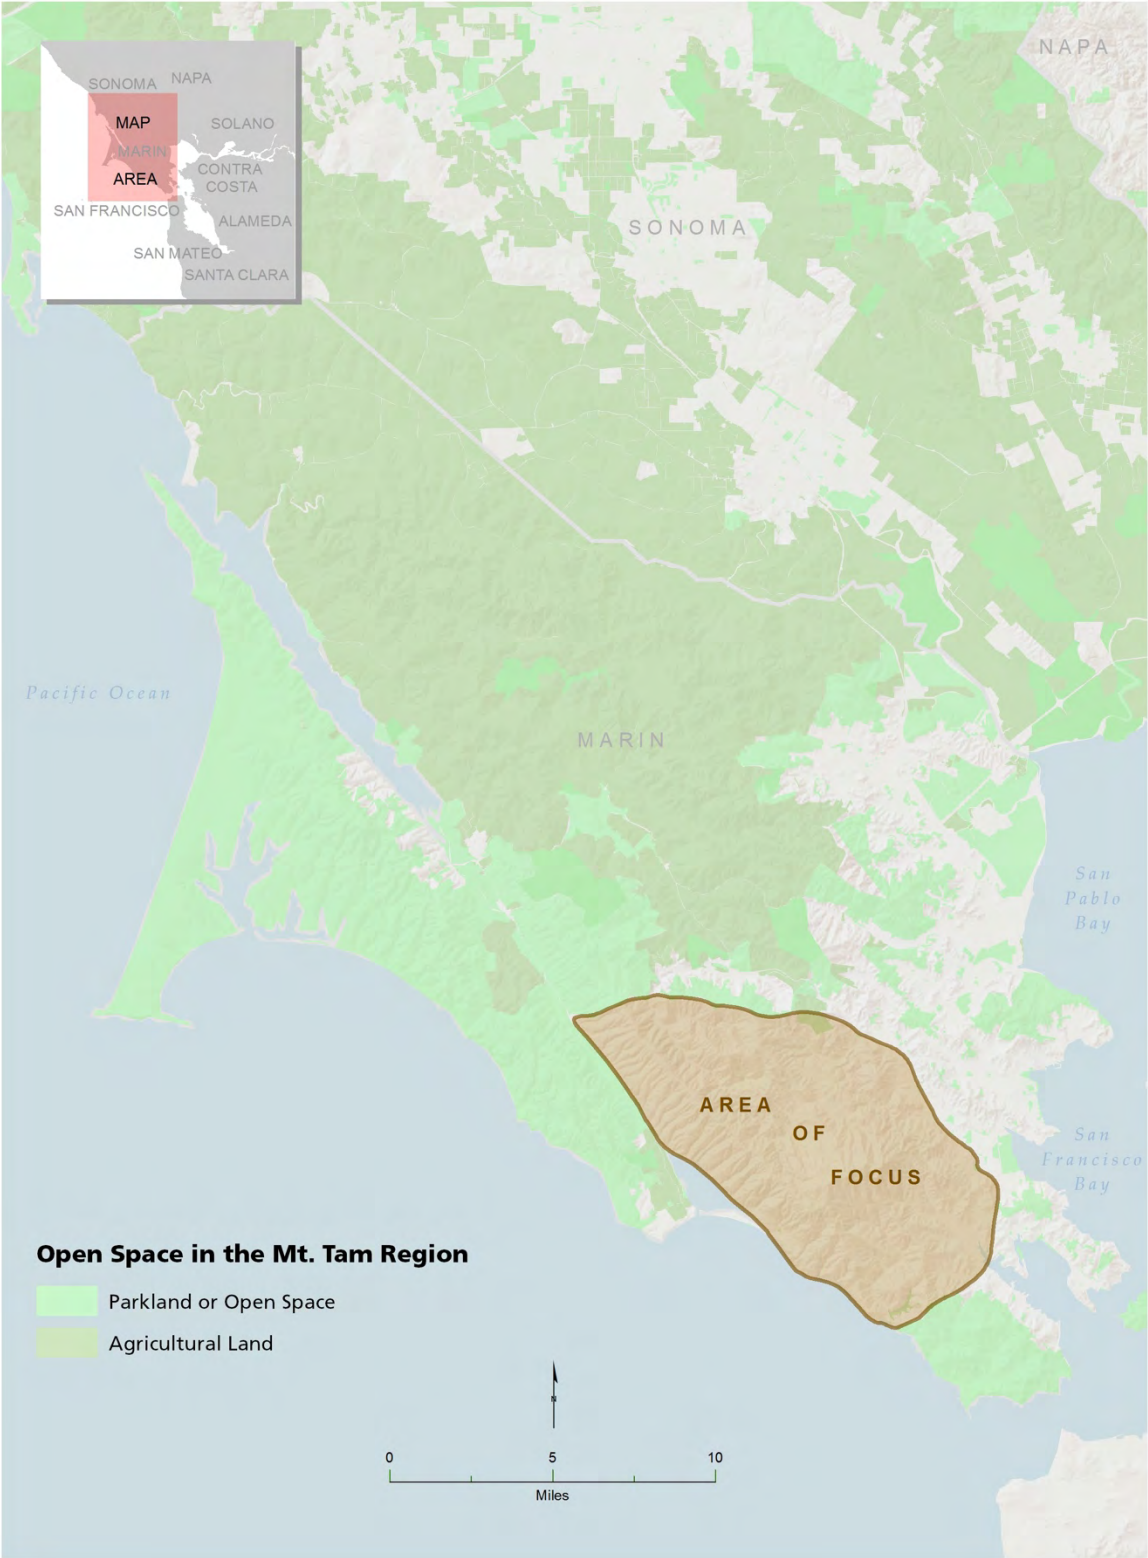 NAPA
SONOMA
NAPA
MAP
SOLANO
MARIN
CONTRA
COSTA
AREA
SAN FRANCISCO
ALAMEDA
SAN MATEO
SANTA CLARA
SONOMA
Pacific Ocean
MARIN
San
Pablo
Bay
AREA
OF
FOCUS
San
Francisco
Bay
Open Space in the Mt. Tam Region
Parkland or Open Space
Agricultural Land
N
0 5 10
Miles